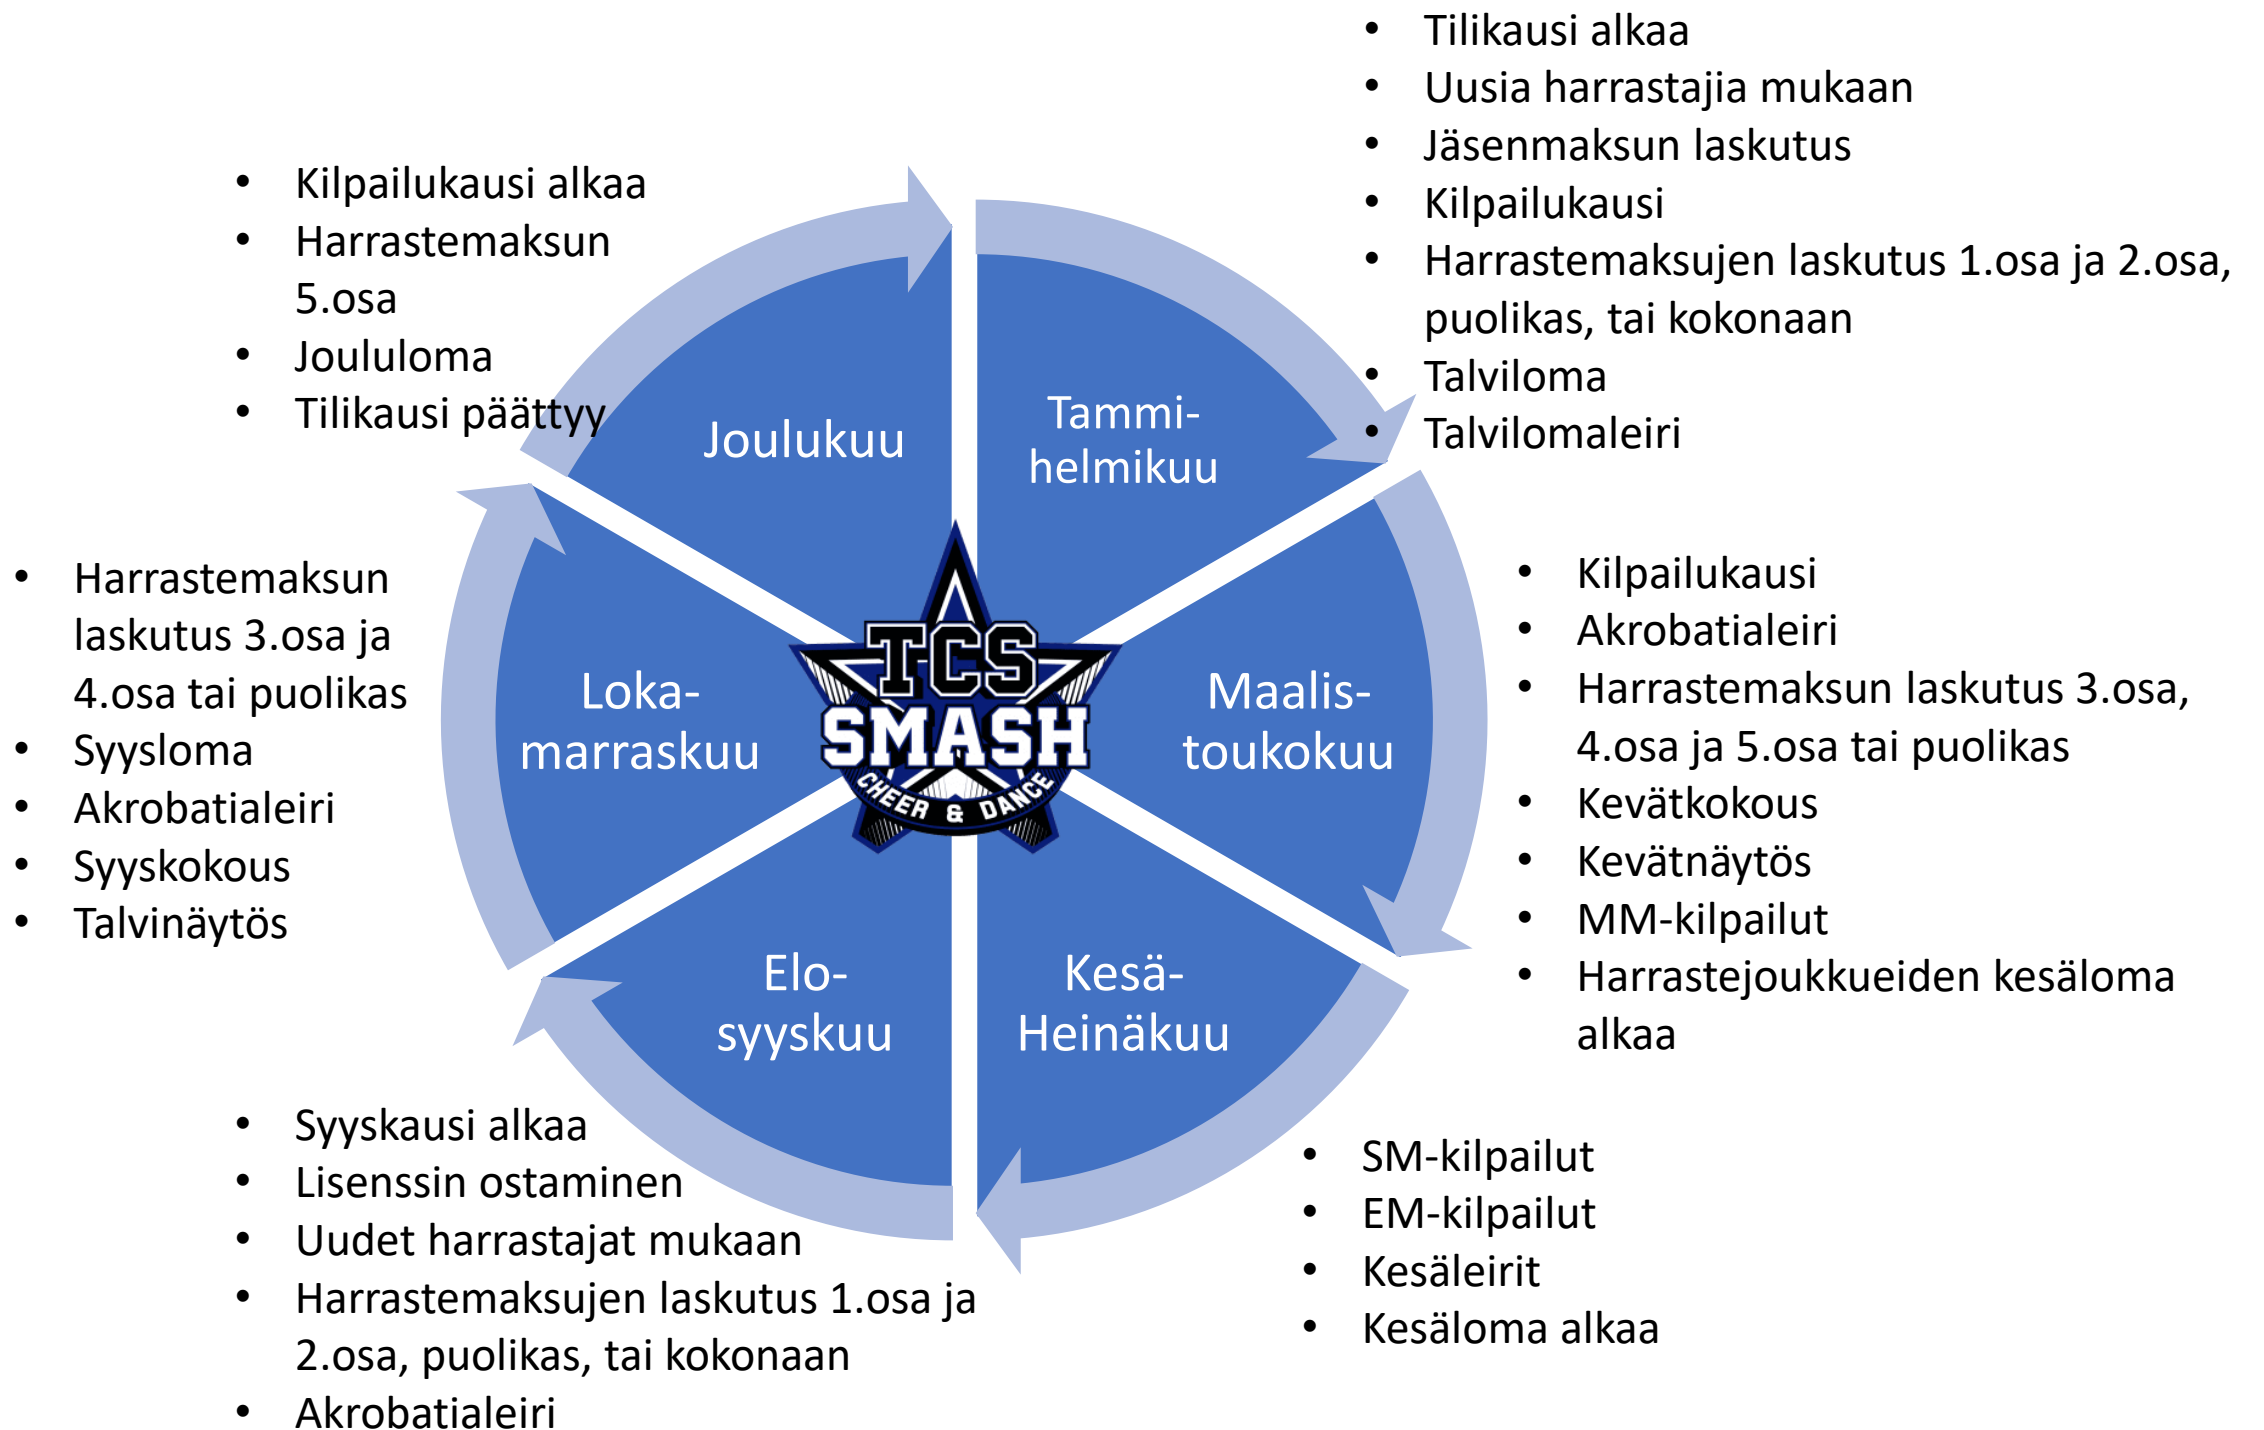 • Tilikausi alkaa
• Uusia harrastajia mukaan
• Jäsenmaksun laskutus
• Kilpailukausi
• Harrastemaksujen laskutus 1.osa ja 2.osa,
puolikas, tai kokonaan
• Talviloma
• Talvilomaleiri
Tammi-
helmikuu
• Kilpailukausi
• Akrobatialeiri
• Harrastemaksun laskutus 3.osa,
4.osa ja 5.osa tai puolikas
• Kevätkokous
• Kevätnäytös
• MM-kilpailut
• Harrastejoukkueiden kesäloma
alkaa
Maalis-
toukokuu
• SM-kilpailut
• EM-kilpailut
• Kesäleirit
• Kesäloma alkaa
Kesä-
Heinäkuu
• Syyskausi alkaa
• Lisenssin ostaminen
• Uudet harrastajat mukaan
• Harrastemaksujen laskutus 1.osa ja
2.osa, puolikas, tai kokonaan
• Akrobatialeiri
Elo-
syyskuu
• Harrastemaksun
laskutus 3.osa ja
4.osa tai puolikas
• Syysloma
• Akrobatialeiri
• Syyskokous
• Talvinäytös
Loka-
marraskuu
• Kilpailukausi alkaa
• Harrastemaksun
5.osa
• Joululoma
• Tilikausi päättyy
Joulukuu
TCS
SMASH
CHEER & DANCE